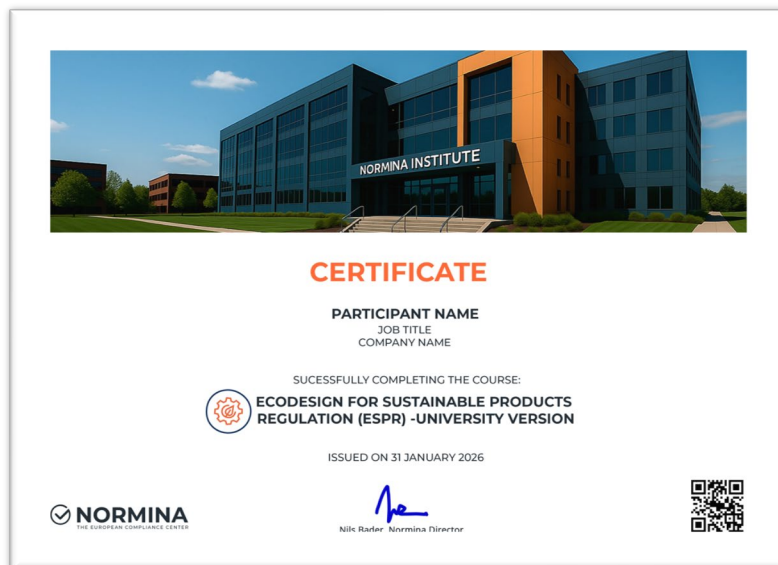 NORMINA INSTITUTE
CERTIFICATE
PARTICIPANT NAME
JOB TITLE
COMPANY NAME
SUCESSFULLY COMPLETING THE COURSE:
ECODESIGN FOR SUSTAINABLE PRODUCTS
REGULATION (ESPR) -UNIVERSITY VERSION
ISSUED ON 31 JANUARY 2026
NORMINA
THE EUROPEAN COMPLIANCE CENTER
Nils Bader, Normina Director